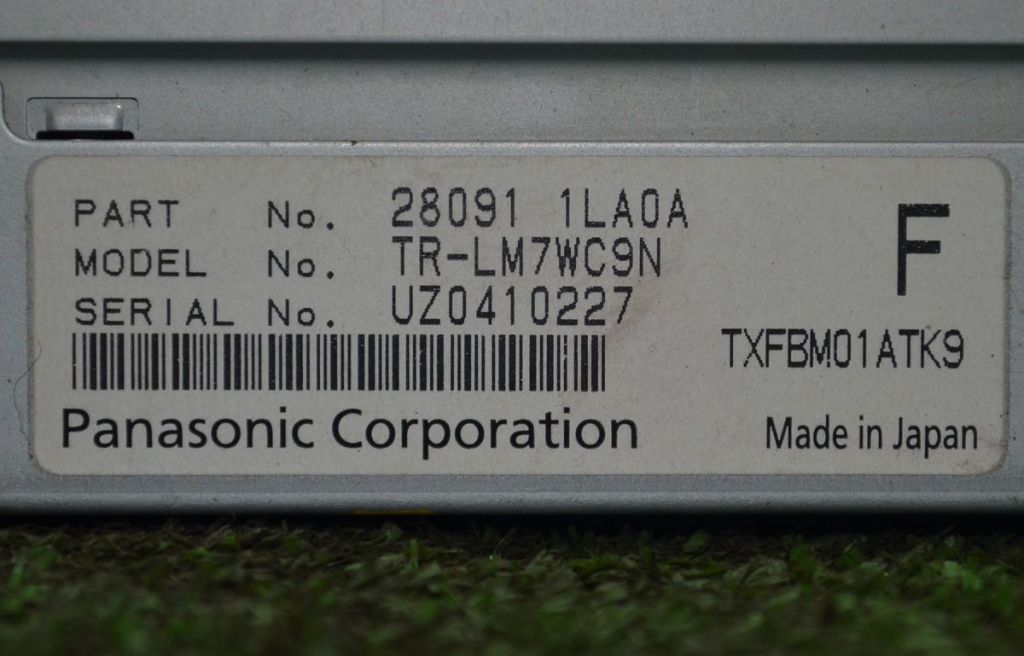 PART No. 28091 1LA0A
MODEL No. TR-LM7WC9N
SERIAL No. UZ0410227
F
TXFBM01ATK9
Panasonic Corporation
Made in Japan